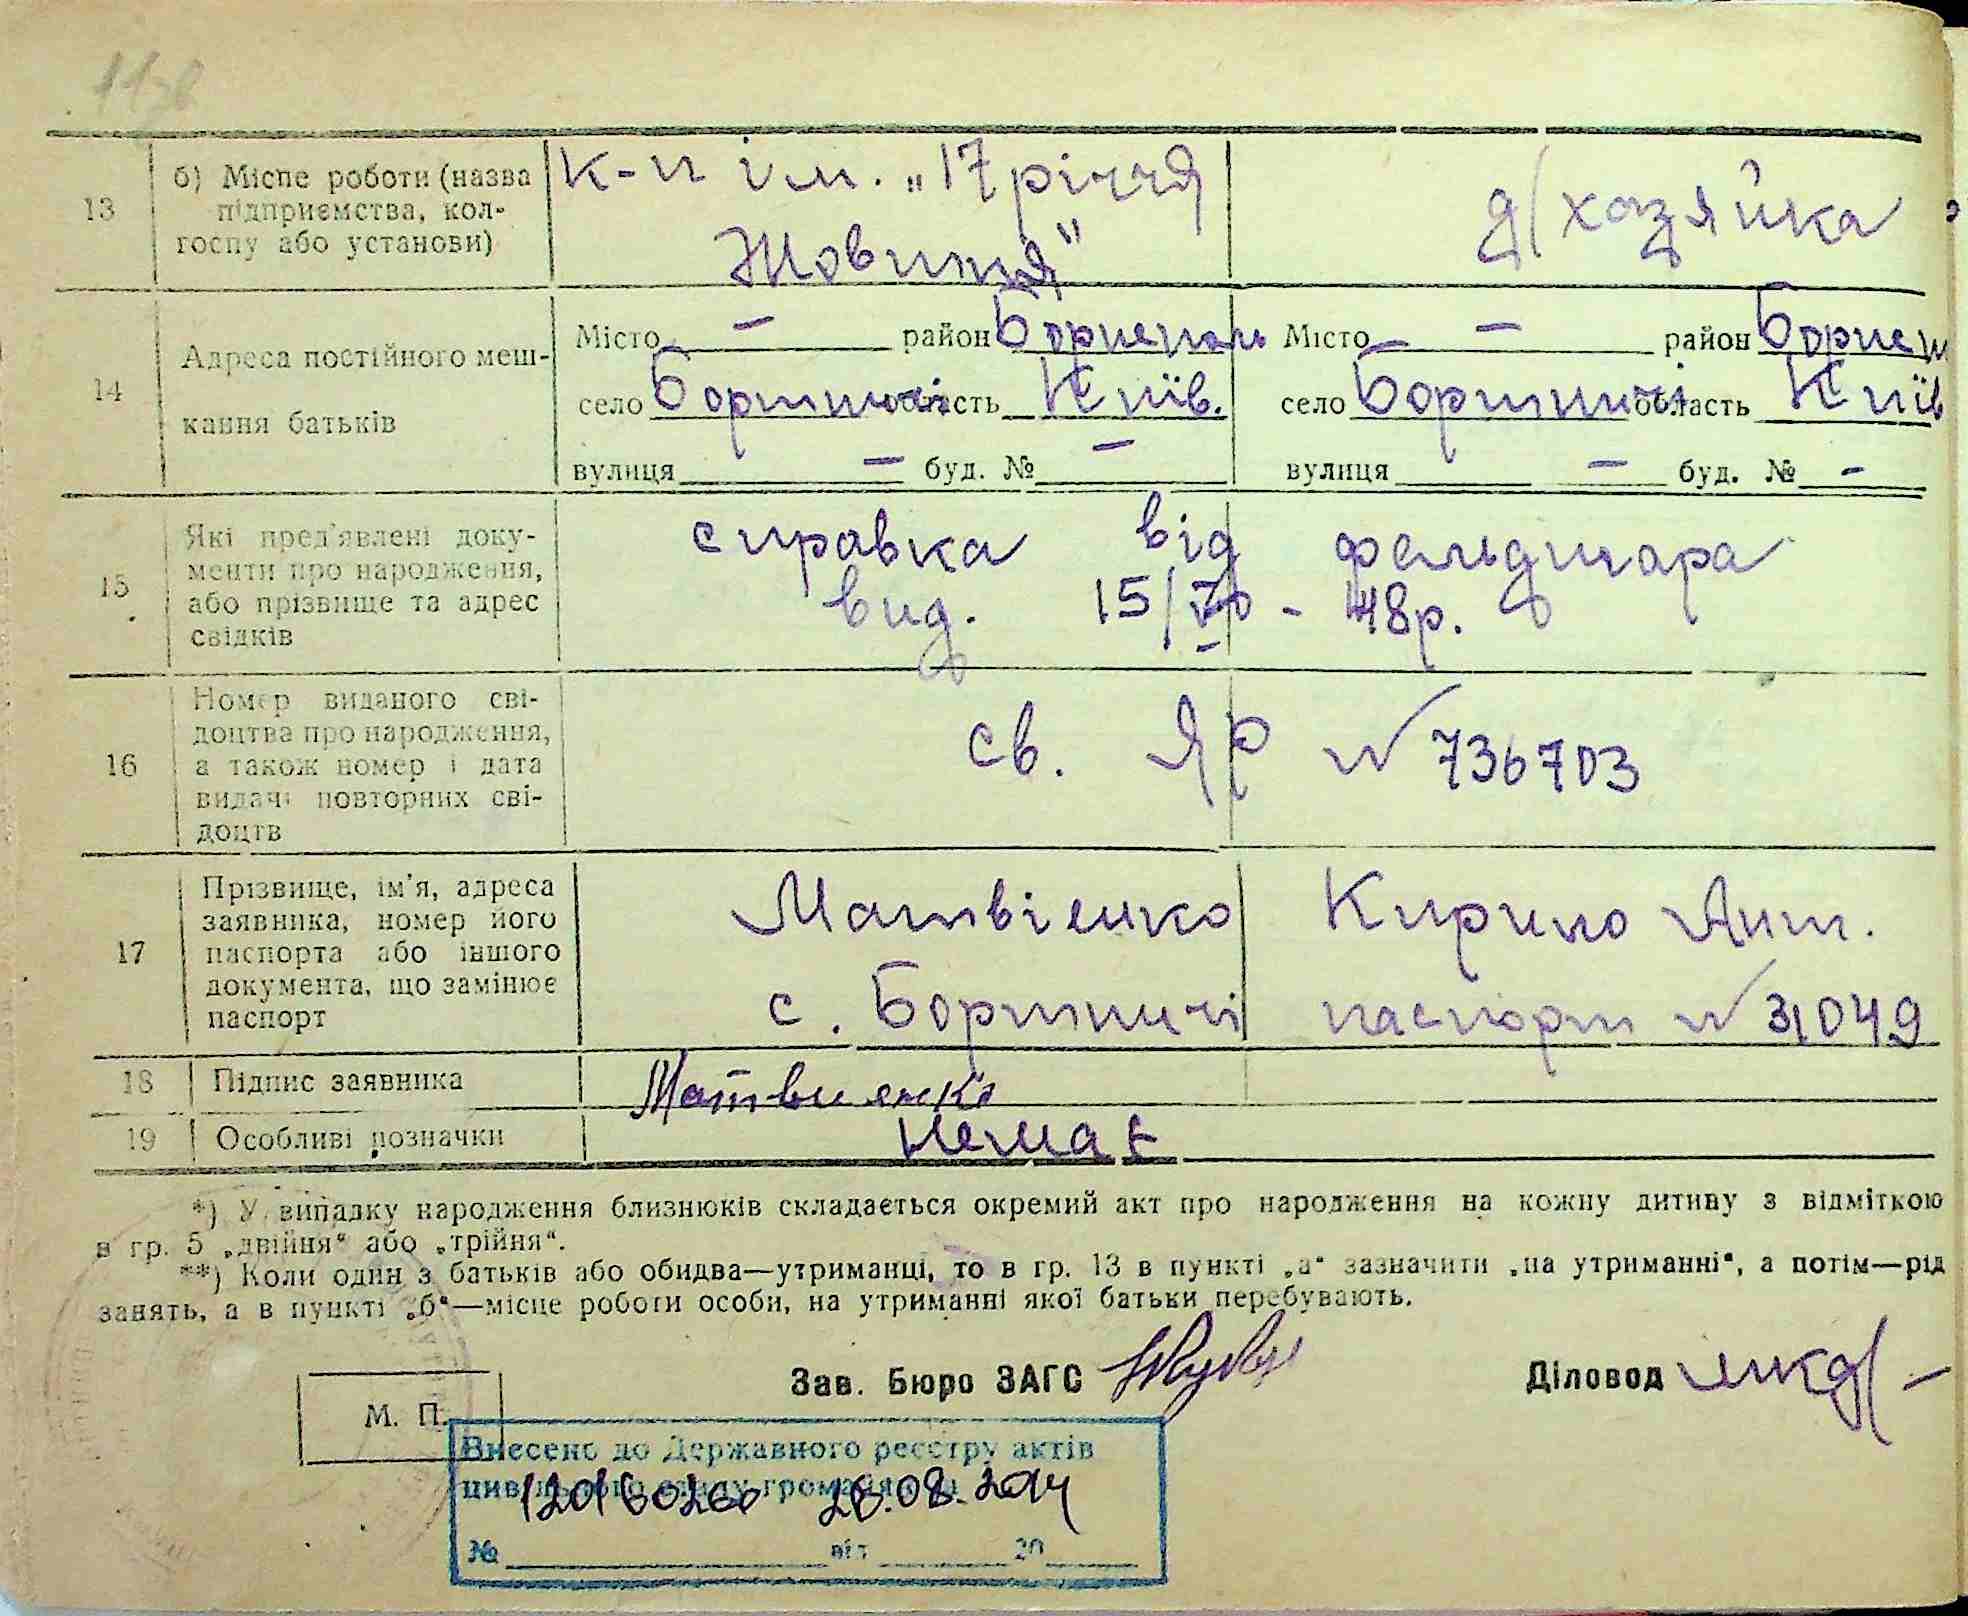 13 б) Місце роботи (назва підприємства, колгоспу або установи)
К-п ім. „17 річчя Жовтня"
д/хазяйка
14 Адреса постійного мешкання батьків
Місто — район Бориспіль
село Бортничі область Київ.
вулиця — буд. № —
Місто — район Борисп
село Бортничі область Київ
вулиця — буд. № —
15 Які пред'явлені документи про народження, або прізвище та адрес свідків
справка від фельдшара
вид. 15/ - 48р.
16 Номер виданого свідоцтва про народження, а також номер і дата видачі повторних свідоцтв
св. ЯР № 736703
17 Прізвище, ім'я, адреса заявника, номер його паспорта або іншого документа, що замінює паспорт
Матвієнко Кирило Ант.
с. Бортничі паспорт № 31049
18 Підпис заявника
Матвиенко
19 Особливі позначки
Немає
*) У випадку народження близнюків складається окремий акт про народження на кожну дитину з відміткою
в гр. 5 „двійня" або „трійня".
**) Коли один з батьків або обидва—утриманці, то в гр. 13 в пункті „а" зазначити „на утриманні", а потім—рід
занять, а в пункті „б"—місце роботи особи, на утриманні якої батьки перебувають.
Зав. Бюро ЗАГС
Діловод
М. П.
Внесено до Державного реєстру актів
цивільного стану громадян
26.08.2014
№ від 20